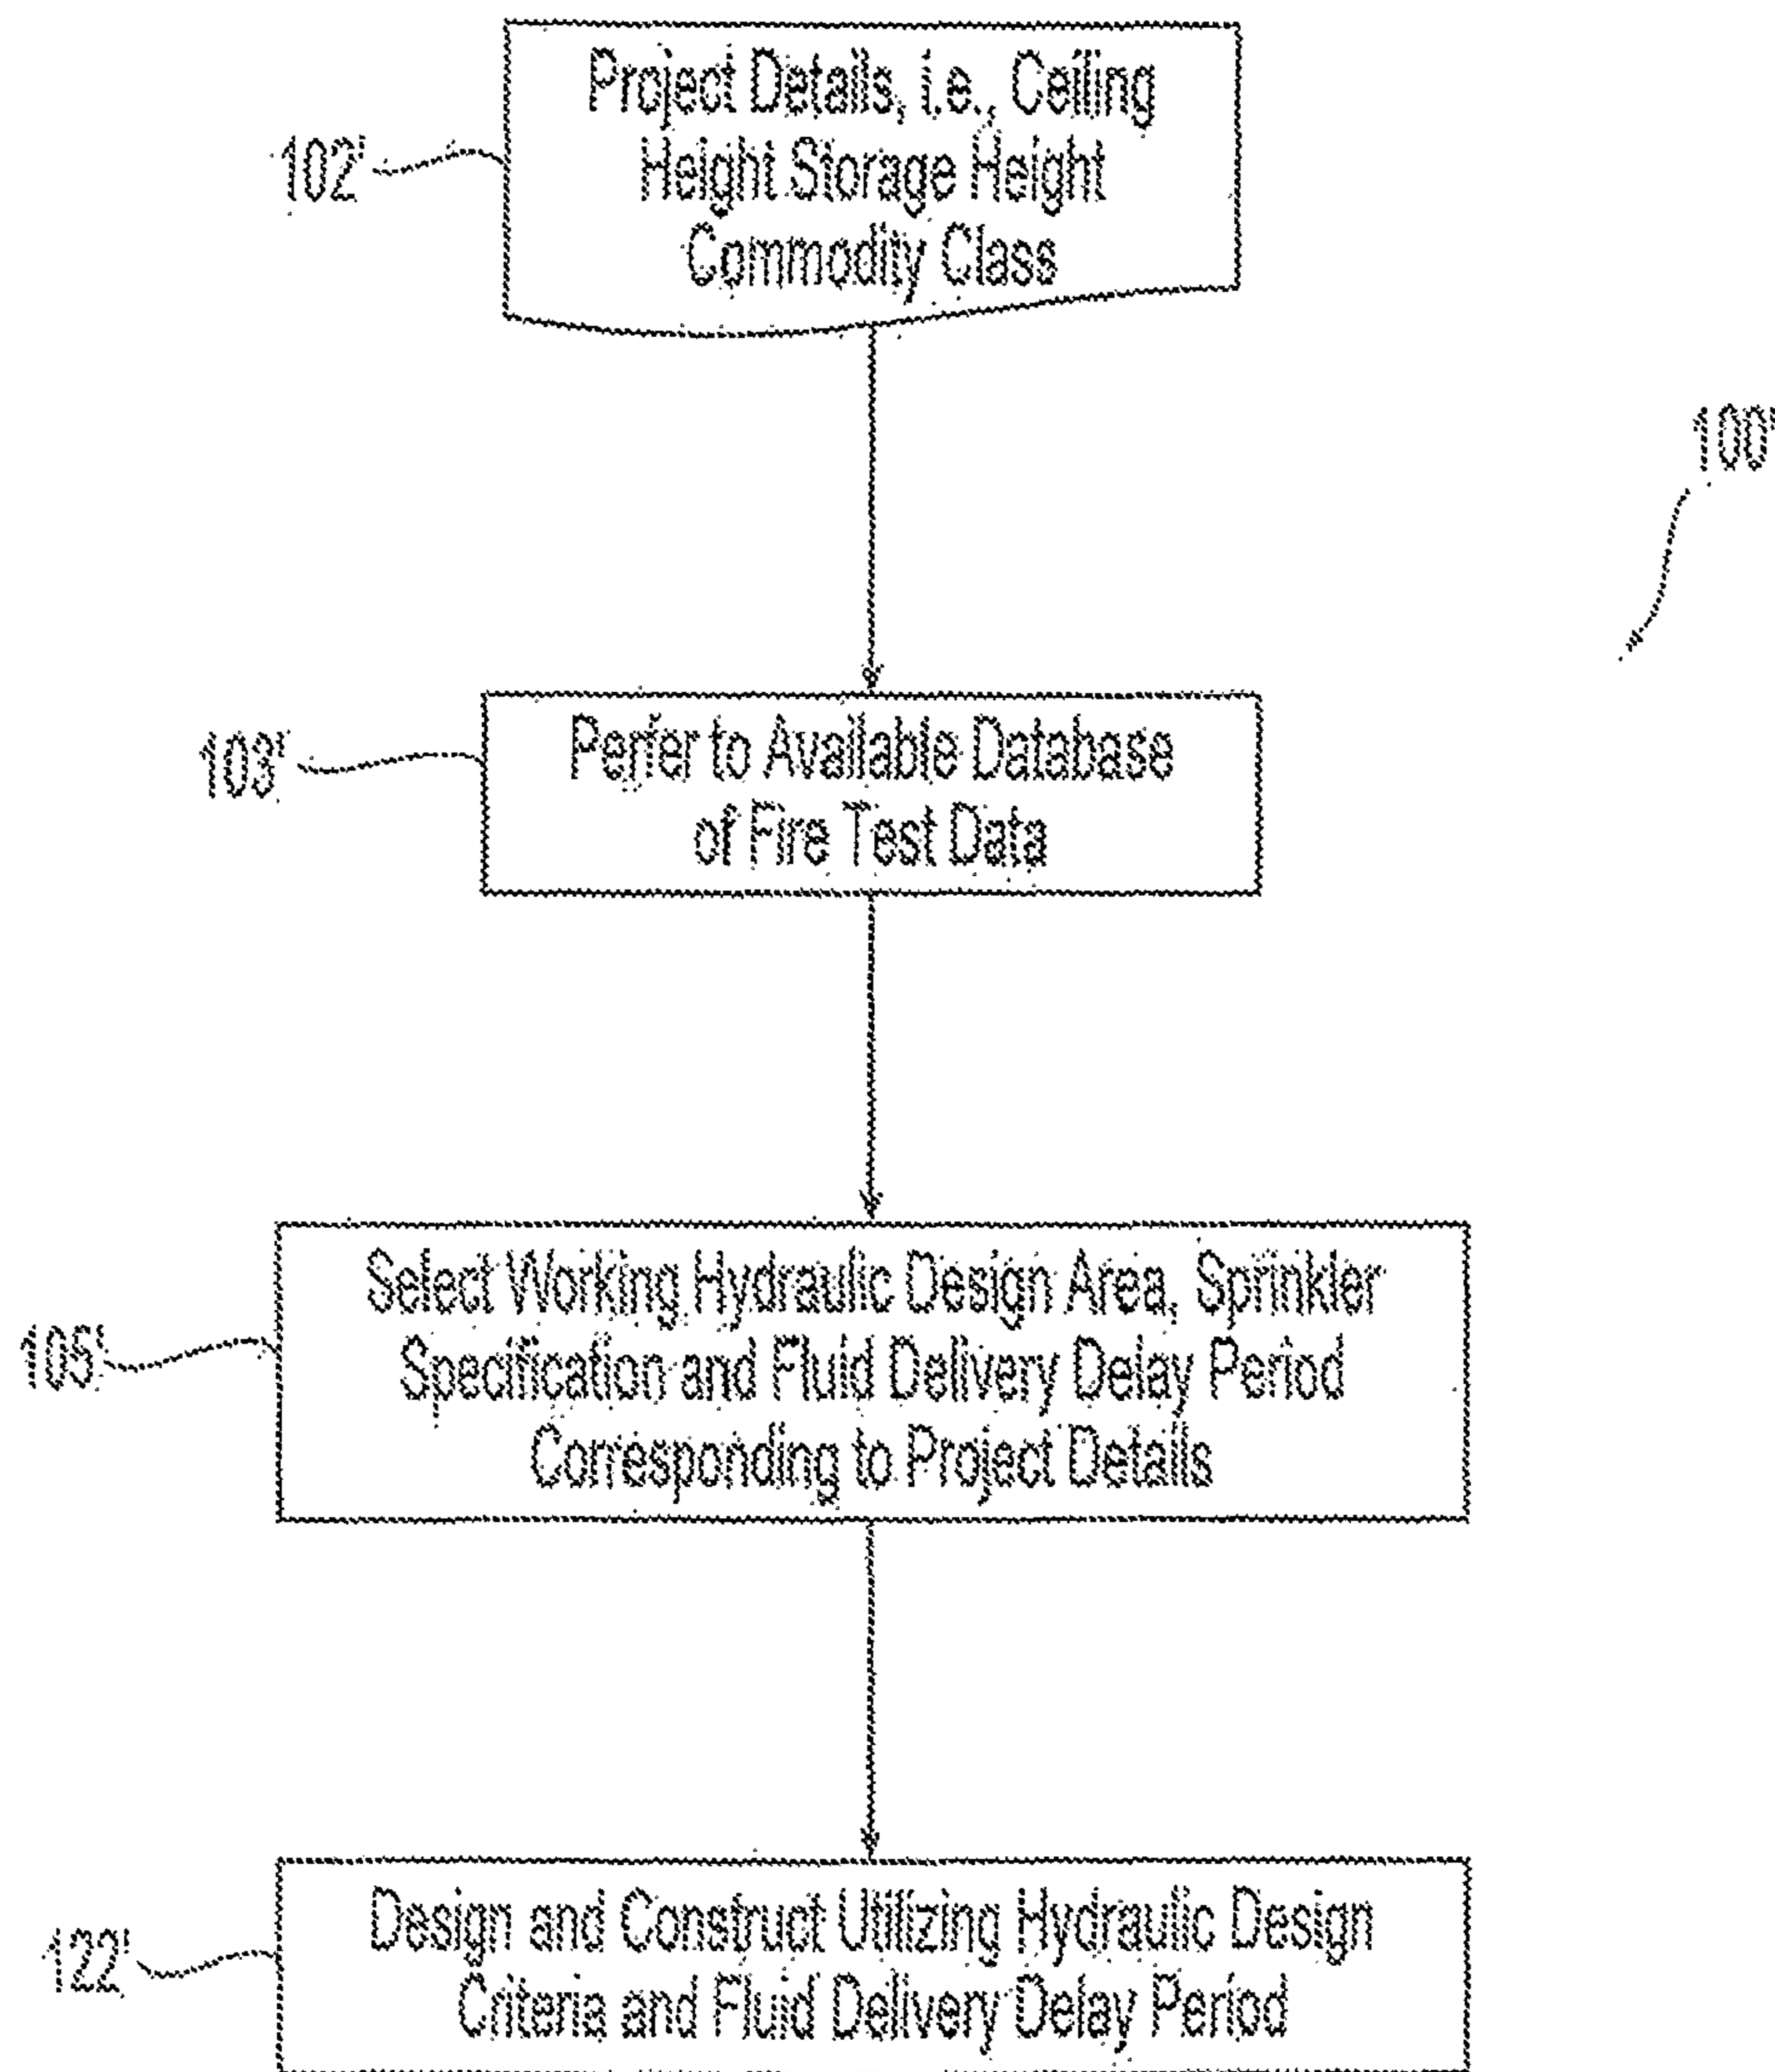 Project Details, i.e., Ceiling
Height Storage Height
Commodity Class
102'
100'
Perfer to Available Database
of Fire Test Data
103'
Select Working Hydraulic Design Area, Sprinkler
Specification and Fluid Delivery Delay Period
Corresponding to Project Details
105'
Design and Construct Utilizing Hydraulic Design
Criteria and Fluid Delivery Delay Period
122'